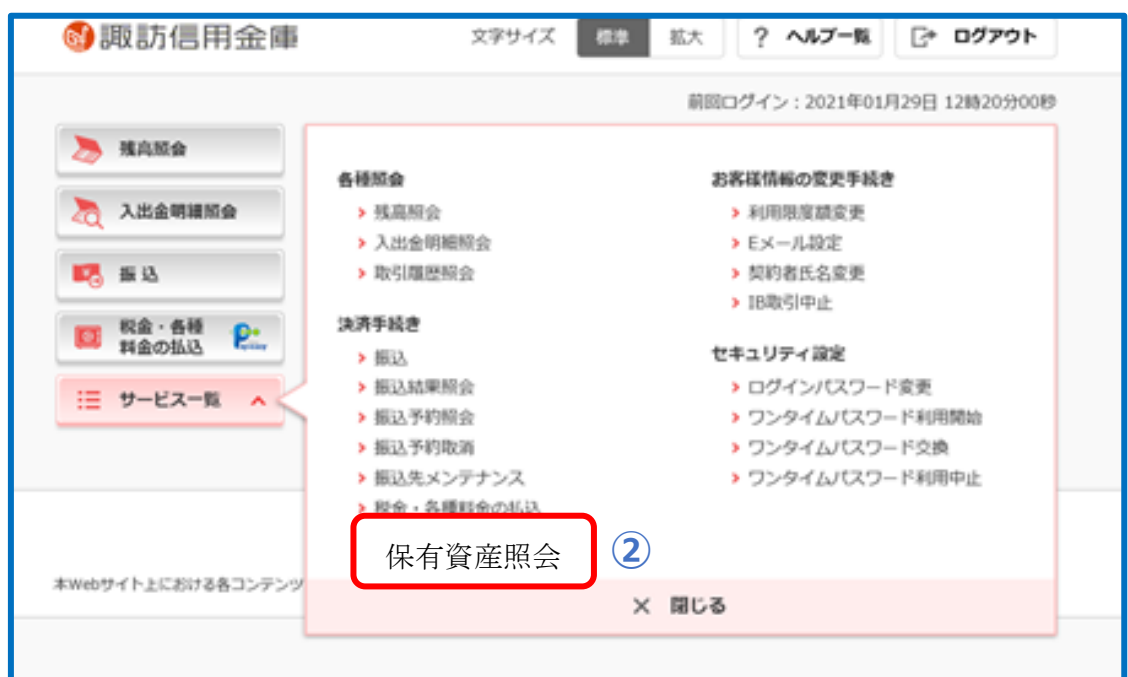 諏訪信用金庫
文字サイズ 標準 拡大 ? ヘルプ一覧 ログアウト
前回ログイン：2021年01月29日 12時20分00秒
残高照会
入出金明細照会
振込
税金・各種
料金の払込
サービス一覧
各種照会
残高照会
入出金明細照会
取引履歴照会
決済手続き
振込
振込結果照会
振込予約照会
振込予約取消
振込先メンテナンス
税金・各種料金の払込
保有資産照会 ②
お客様情報の変更手続き
利用限度額変更
Eメール設定
契約者氏名変更
IB取引中止
セキュリティ設定
ログインパスワード変更
ワンタイムパスワード利用開始
ワンタイムパスワード交換
ワンタイムパスワード利用中止
本Webサイト上における各コンテンツ
× 閉じる